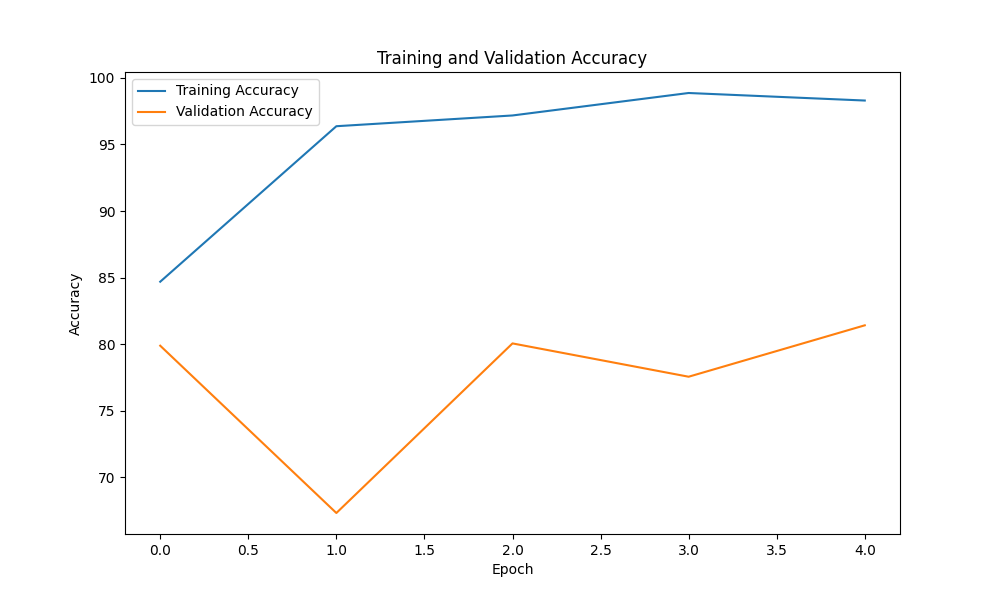 Training and Validation Accuracy
Training Accuracy
Validation Accuracy
100
95
90
85
80
75
70
Accuracy
0.0 0.5 1.0 1.5 2.0 2.5 3.0 3.5 4.0
Epoch